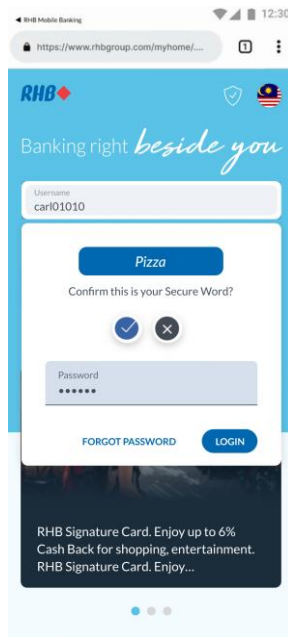 RHB Mobile Banking
12:30
https://www.rhbgroup.com/myhome/....
1
RHB
Banking right beside you
Username
carl01010
Pizza
Confirm this is your Secure Word?
Password
••••••
FORGOT PASSWORD
LOGIN
RHB Signature Card. Enjoy up to 6%
Cash Back for shopping, entertainment.
RHB Signature Card. Enjoy...